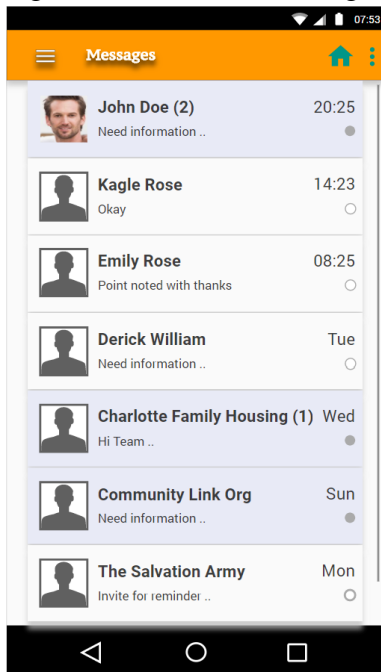 07:53
Messages
John Doe (2) 20:25
Need information ..
Kagle Rose 14:23
Okay
Emily Rose 08:25
Point noted with thanks
Derick William Tue
Need information ..
Charlotte Family Housing (1) Wed
Hi Team ..
Community Link Org Sun
Need information ..
The Salvation Army Mon
Invite for reminder ..